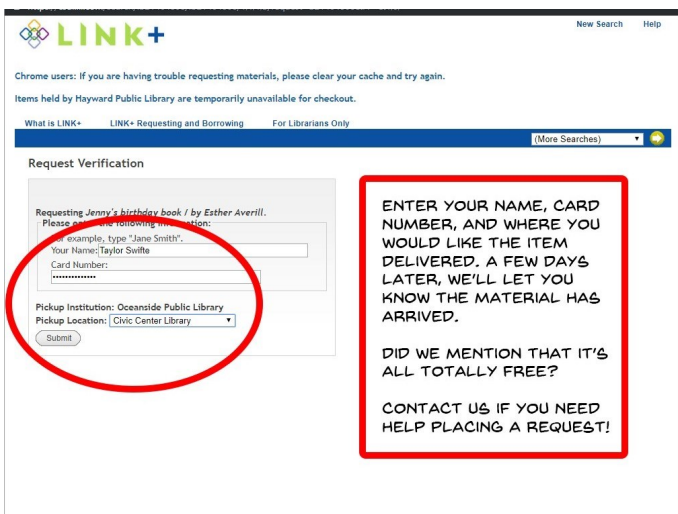 New Search Help
LINK+
Chrome users: If you are having trouble requesting materials, please clear your cache and try again.
Items held by Hayward Public Library are temporarily unavailable for checkout.
What is LINK+ LINK+ Requesting and Borrowing For Librarians Only
(More Searches)
Request Verification
Requesting Jenny's birthday book / by Esther Averill.
Please the following information:
For example, type "Jane Smith".
Your Name: Taylor Swifte
Card Number:
••••••••••••••
Pickup Institution: Oceanside Public Library
Pickup Location: Civic Center Library
Submit
ENTER YOUR NAME, CARD
NUMBER, AND WHERE YOU
WOULD LIKE THE ITEM
DELIVERED. A FEW DAYS
LATER, WE'LL LET YOU
KNOW THE MATERIAL HAS
ARRIVED.
DID WE MENTION THAT IT'S
ALL TOTALLY FREE?
CONTACT US IF YOU NEED
HELP PLACING A REQUEST!